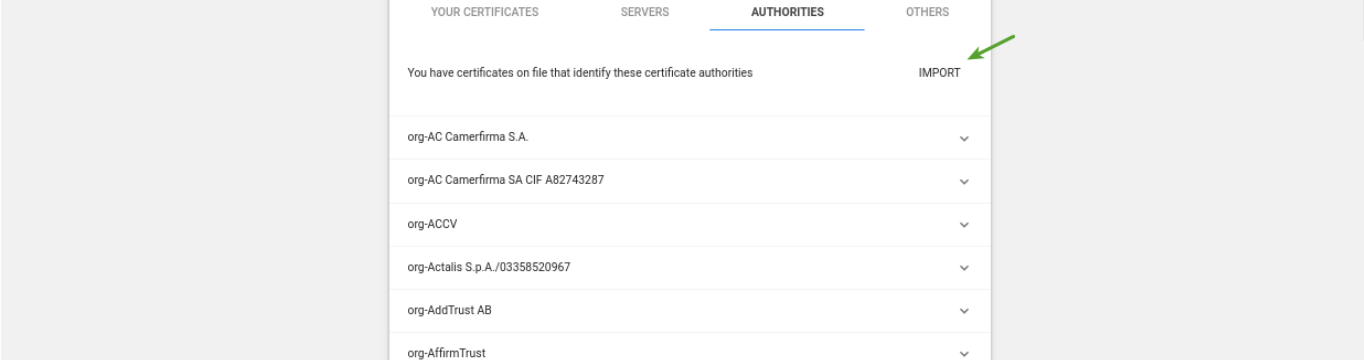 YOUR CERTIFICATES SERVERS AUTHORITIES OTHERS
You have certificates on file that identify these certificate authorities IMPORT
org-AC Camerfirma S.A.
org-AC Camerfirma SA CIF A82743287
org-ACCV
org-Actalis S.p.A./03358520967
org-AddTrust AB
org-AffirmTrust